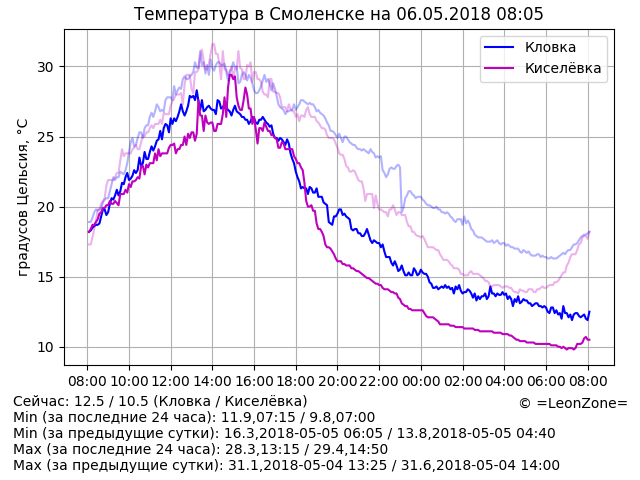 Температура в Смоленске на 06.05.2018 08:05
Кловка
Киселёвка
градусов Цельсия, °C
30
25
20
15
10
08:00 10:00 12:00 14:00 16:00 18:00 20:00 22:00 00:00 02:00 04:00 06:00 08:00
Сейчас: 12.5 / 10.5 (Кловка / Киселёвка)
© =LeonZone=
Min (за последние 24 часа): 11.9,07:15 / 9.8,07:00
Min (за предыдущие сутки): 16.3,2018-05-05 06:05 / 13.8,2018-05-05 04:40
Max (за последние 24 часа): 28.3,13:15 / 29.4,14:50
Max (за предыдущие сутки): 31.1,2018-05-04 13:25 / 31.6,2018-05-04 14:00